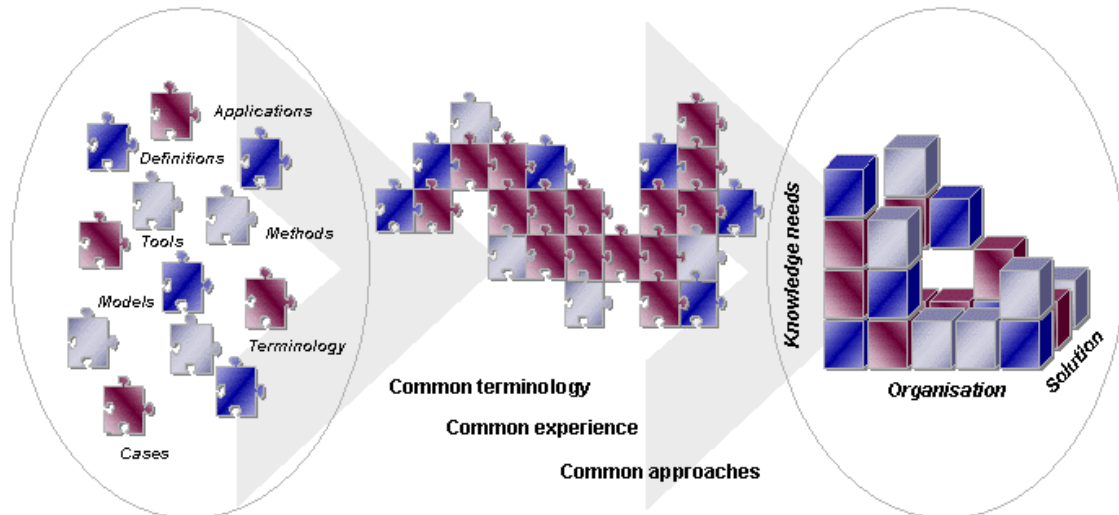 Applications
Definitions
Tools
Methods
Models
Terminology
Cases
Common terminology
Common experience
Common approaches
Knowledge needs
Organisation
Solution